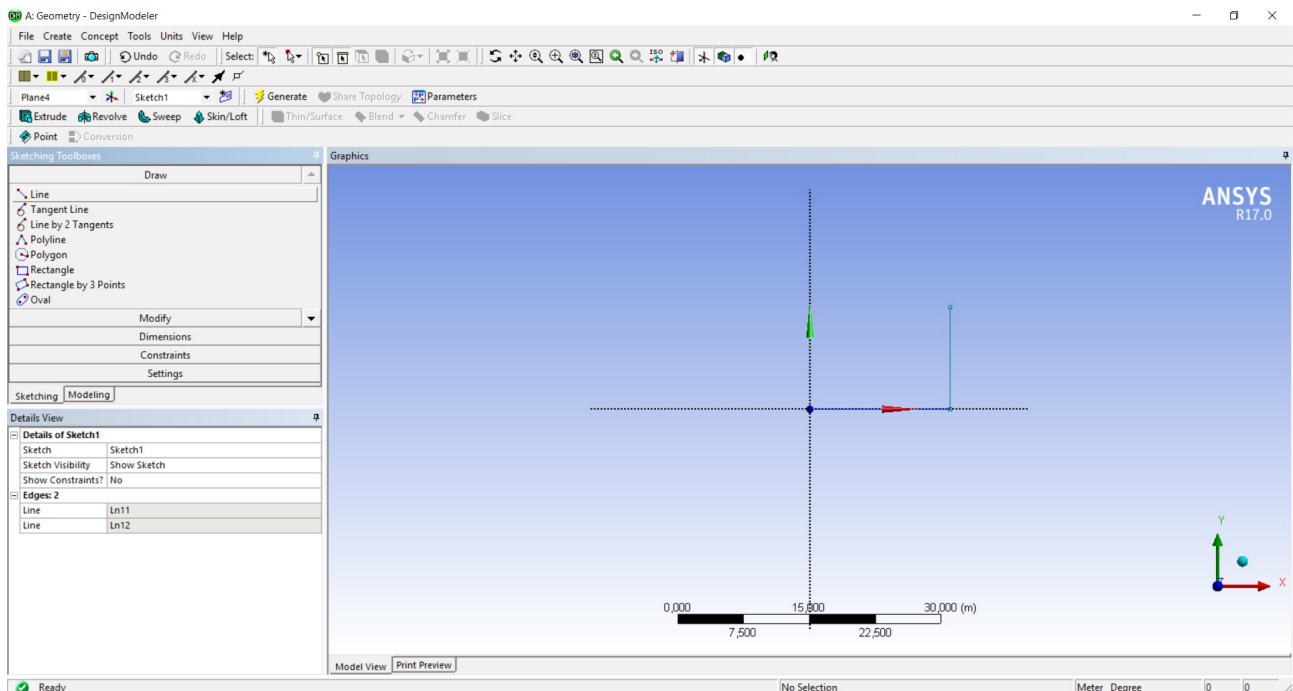 A: Geometry - DesignModeler
File Create Concept Tools Units View Help
Undo Redo Select:
Plane4 Sketch1 Generate Share Topology Parameters
Extrude Revolve Sweep Skin/Loft Thin/Surface Blend Chamfer Slice
Point Conversion
Sketching Toolboxes
Draw
Line
Tangent Line
Line by 2 Tangents
Polyline
Polygon
Rectangle
Rectangle by 3 Points
Oval
Modify
Dimensions
Constraints
Settings
Sketching Modeling
Details View
Details of Sketch1
Sketch Sketch1
Sketch Visibility Show Sketch
Show Constraints? No
Edges: 2
Line Ln11
Line Ln12
Graphics
ANSYS
R17.0
Y
X
0,000 15,000 30,000 (m)
7,500 22,500
Model View Print Preview
Ready No Selection Meter Degree 0 0